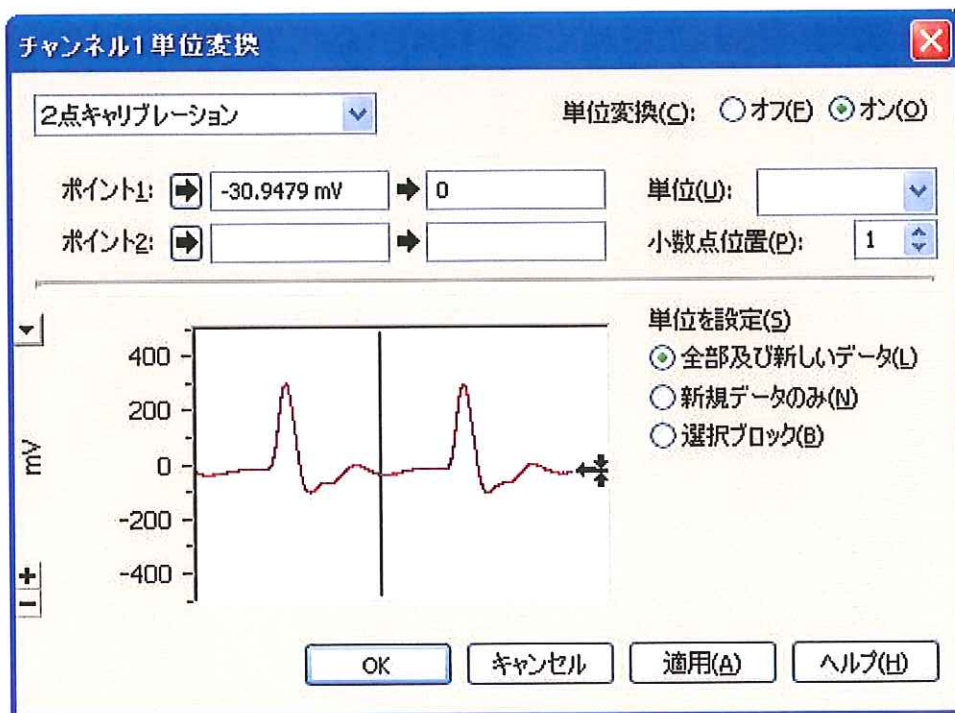 チャンネル1単位変換
2点キャリブレーション
単位変換(C): オフ(F) オン(O)
ポイント1: -30.9479 mV 0
単位(U):
ポイント2:
小数点位置(P): 1
単位を設定(S)
全部及び新しいデータ(L)
新規データのみ(N)
選択ブロック(B)
mV
400
200
0
-200
-400
OK キャンセル 適用(A) ヘルプ(H)